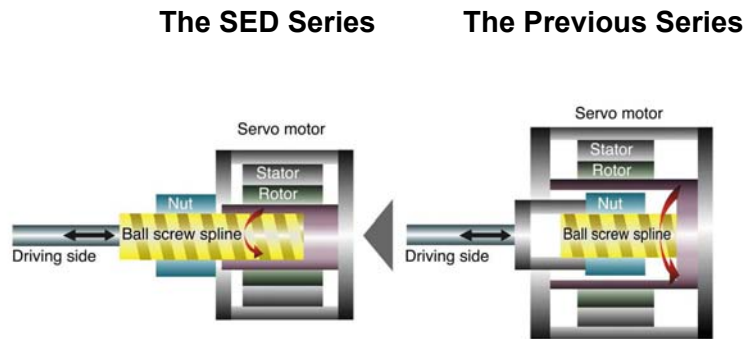 The SED Series
The Previous Series
Servo motor
Stator
Rotor
Nut
Ball screw spline
Driving side
Servo motor
Stator
Rotor
Nut
Ball screw spline
Driving side